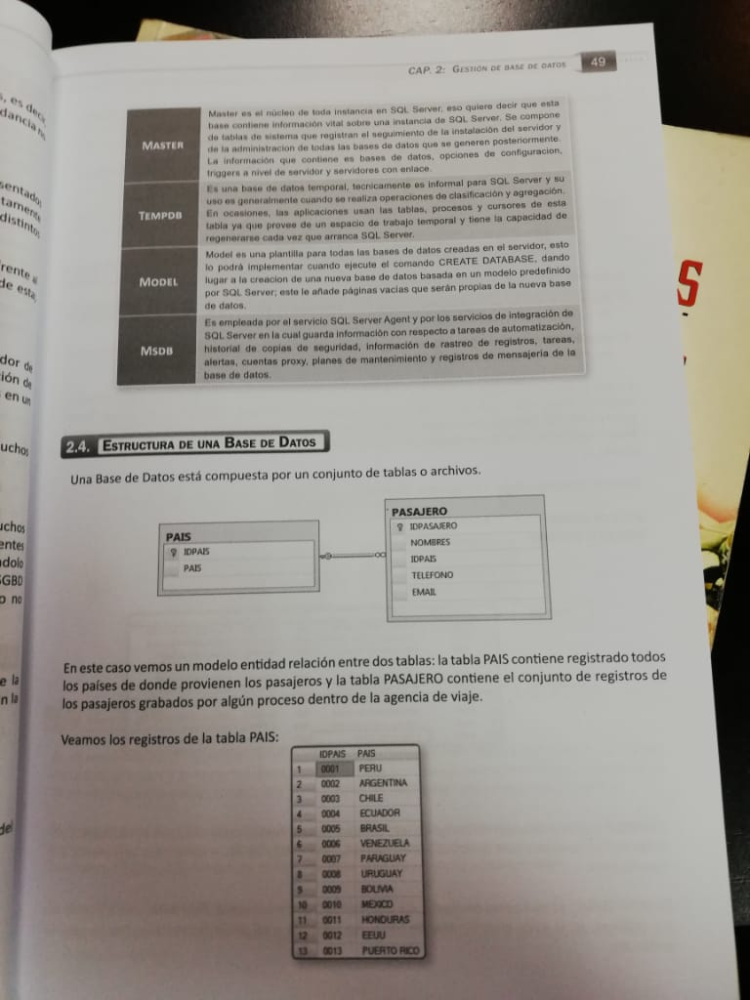 CAP. 2: GESTIÓN DE BASE DE DATOS 49
MASTER
Master es el núcleo de toda instancia en SQL Server, eso quiere decir que esta
base contiene información vital sobre una instancia de SQL Server. Se compone
de tablas de sistema que registran el seguimiento de la instalación del servidor y
de la administracion de todas las bases de datos que se generen posteriormente.
La información que contiene es bases de datos, opciones de configuracion,
triggers a nivel de servidor y servidores con enlace.
TEMPDB
Es una base de datos temporal, tecnicamente es informal para SQL Server y su
uso es generalmente cuando se realiza operaciones de clasificación y agregación.
En ocasiones, las aplicaciones usan las tablas, procesos y cursores de esta
tabla ya que provee de un espacio de trabajo temporal y tiene la capacidad de
regenerarse cada vez que arranca SQL Server.
MODEL
Model es una plantilla para todas las bases de datos creadas en el servidor, esto
lo podrá implementar cuando ejecute el comando CREATE DATABASE, dando
lugar a la creacion de una nueva base de datos basada en un modelo predefinido
por SQL Server; este le añade páginas vacias que serán propias de la nueva base
de datos.
MSDB
Es empleada por el servicio SQL Server Agent y por los servicios de integración de
SQL Server en la cual guarda información con respecto a tareas de automatización,
historial de copias de seguridad, información de rastreo de registros, tareas,
alertas, cuentas proxy, planes de mantenimiento y registros de mensajeria de la
base de datos.
2.4. ESTRUCTURA DE UNA BASE DE DATOS
Una Base de Datos está compuesta por un conjunto de tablas o archivos.
PAIS
IDPAIS
PAIS
PASAJERO
IDPASAJERO
NOMBRES
IDPAIS
TELEFONO
EMAIL
En este caso vemos un modelo entidad relación entre dos tablas: la tabla PAIS contiene registrado todos
los países de donde provienen los pasajeros y la tabla PASAJERO contiene el conjunto de registros de
los pasajeros grabados por algún proceso dentro de la agencia de viaje.
Veamos los registros de la tabla PAIS:
IDPAIS PAIS
1 0001 PERU
2 0002 ARGENTINA
3 0003 CHILE
4 0004 ECUADOR
5 0005 BRASIL
6 0006 VENEZUELA
7 0007 PARAGUAY
8 0008 URUGUAY
9 0009 BOLIVIA
10 0010 MEXICO
11 0011 HONDURAS
12 0012 EEUU
13 0013 PUERTO RICO